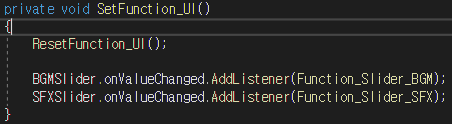 private void SetFunction_UI()
{
ResetFunction_UI();
BGMSlider.onValueChanged.AddListener(Function_Slider_BGM);
SFXSlider.onValueChanged.AddListener(Function_Slider_SFX);
}